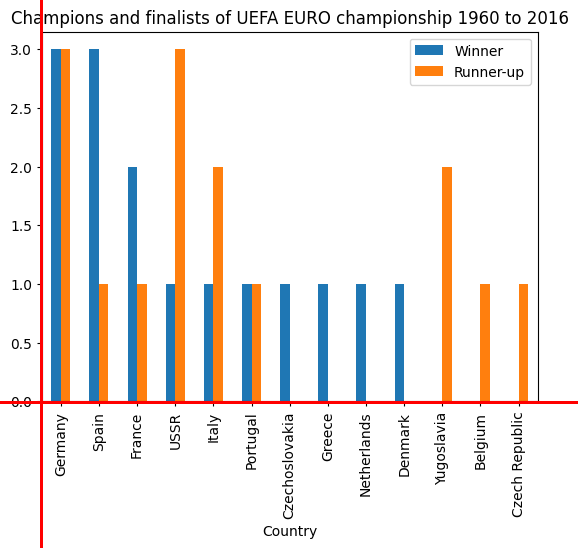 Champions and finalists of UEFA EURO championship 1960 to 2016
Winner
Runner-up
3.0
2.5
2.0
1.5
1.0
0.5
0.0
Germany
Spain
France
USSR
Italy
Portugal
Czechoslovakia
Greece
Netherlands
Denmark
Yugoslavia
Belgium
Czech Republic
Country